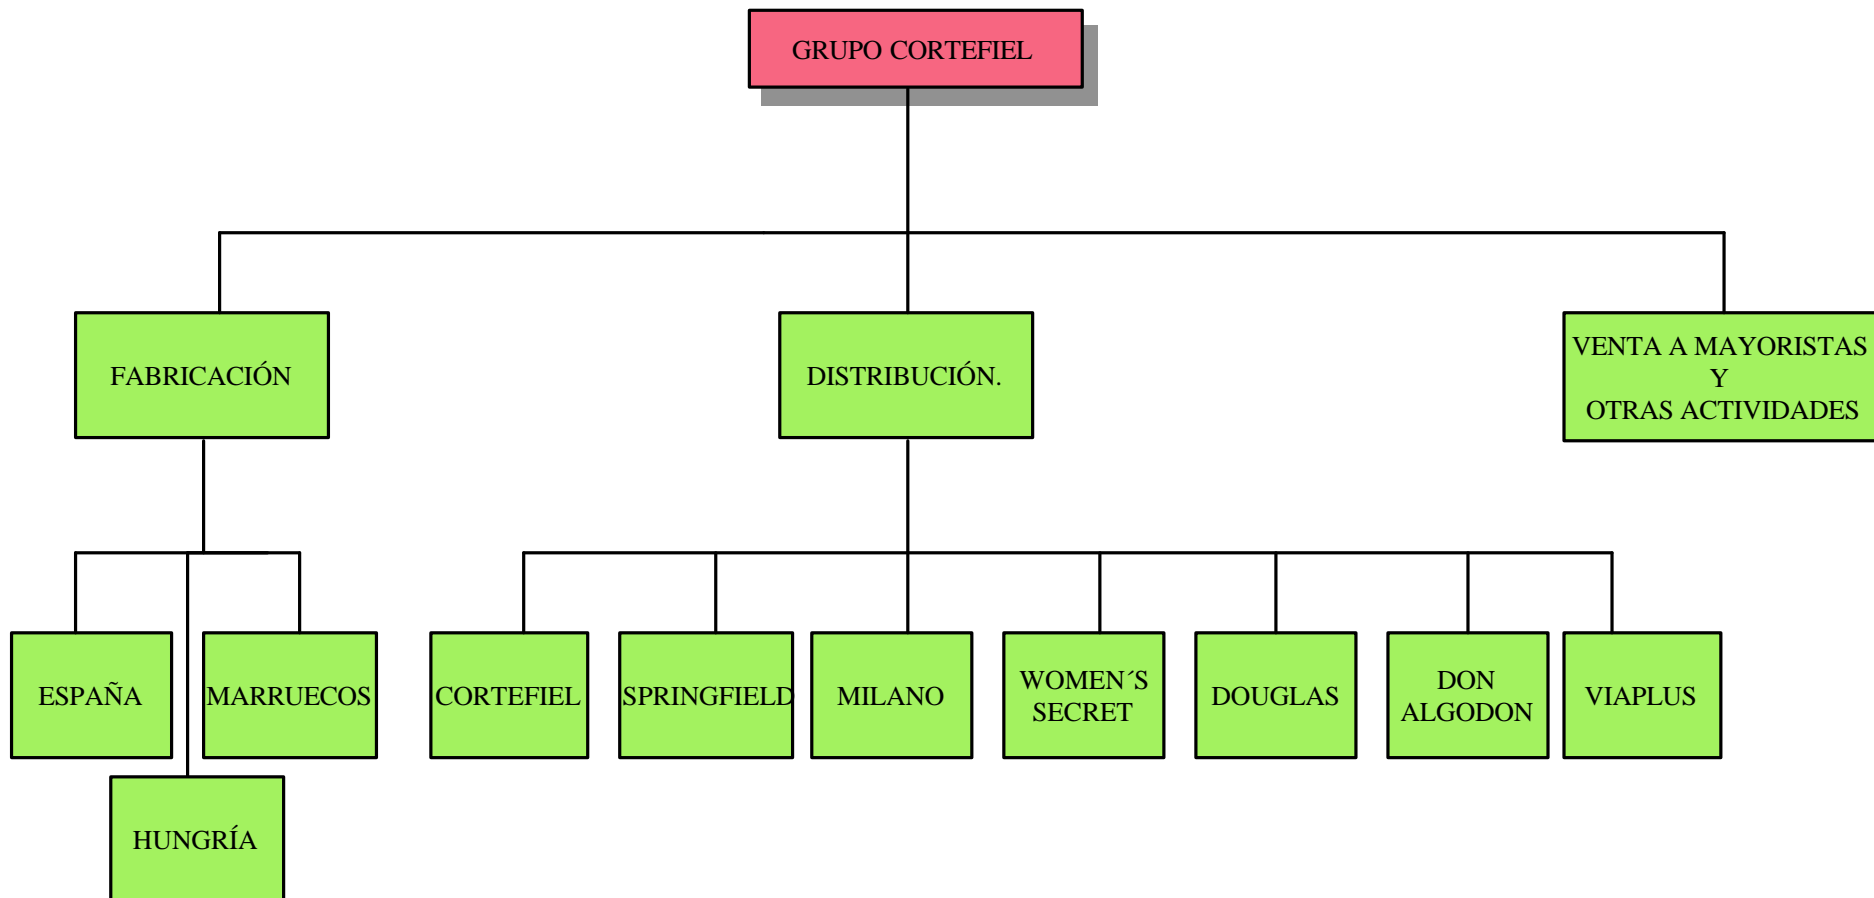 GRUPO CORTEFIEL
FABRICACIÓN
DISTRIBUCIÓN.
VENTA A MAYORISTAS
Y
OTRAS ACTIVIDADES
ESPAÑA
MARRUECOS
HUNGRÍA
CORTEFIEL
SPRINGFIELD
MILANO
WOMEN´S
SECRET
DOUGLAS
DON
ALGODON
VIAPLUS